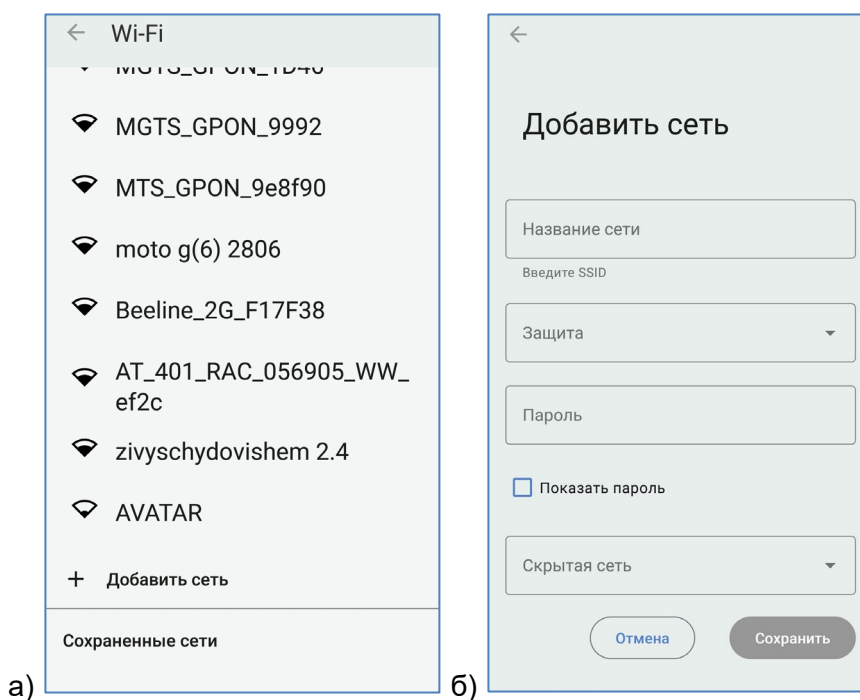 Wi-Fi
MGTS_GPON_1D40
MGTS_GPON_9992
MTS_GPON_9e8f90
moto g(6) 2806
Beeline_2G_F17F38
AT_401_RAC_056905_WW_
ef2c
zivyschydovishem 2.4
AVATAR
+ Добавить сеть
Сохраненные сети
а)
Добавить сеть
Название сети
Введите SSID
Защита
Пароль
Показать пароль
Скрытая сеть
Отмена
Сохранить
б)